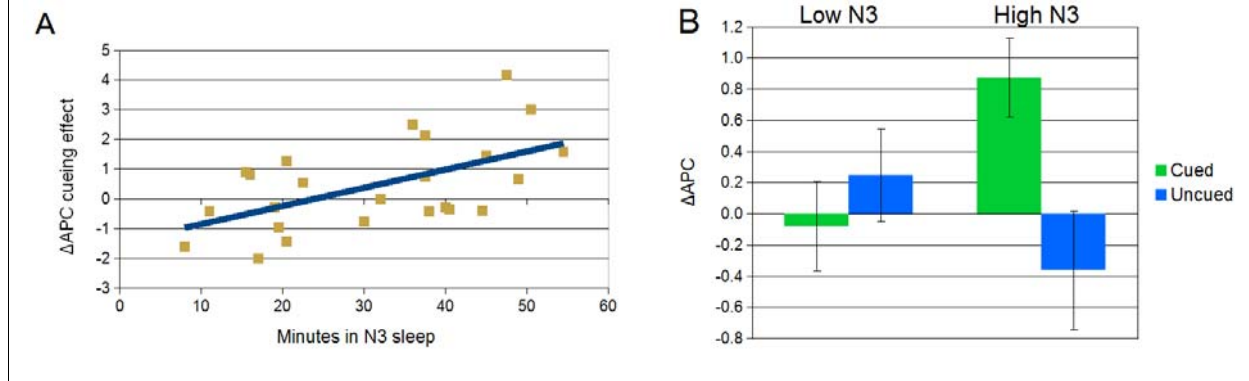 A
ΔAPC cueing effect
5
4
3
2
1
0
-1
-2
-3
0 10 20 30 40 50 60
Minutes in N3 sleep
B
Low N3 High N3
ΔAPC
1.2
1.0
0.8
0.6
0.4
0.2
0.0
-0.2
-0.4
-0.6
-0.8
Cued
Uncued